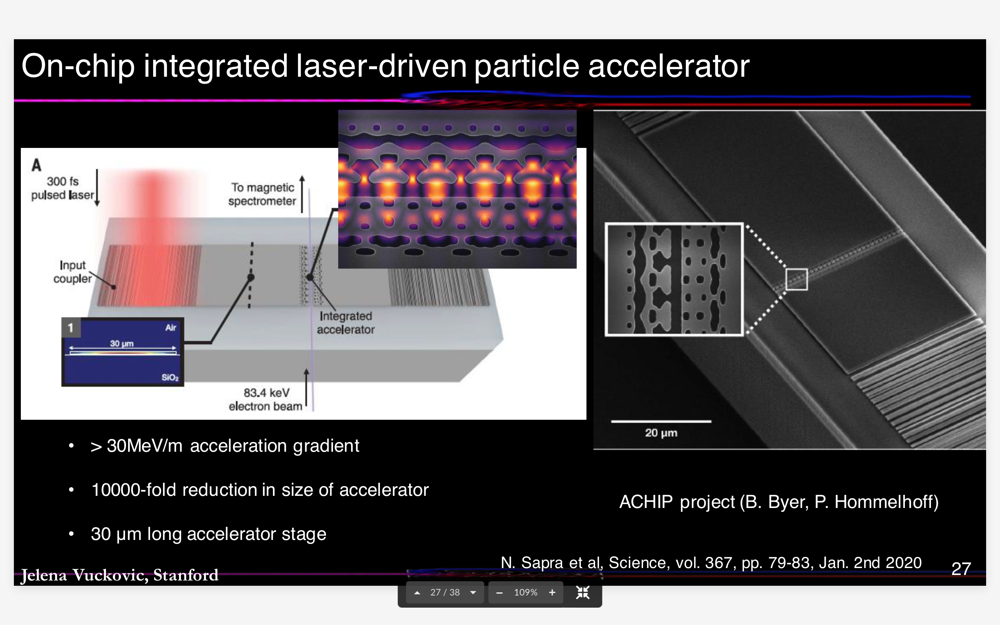 On-chip integrated laser-driven particle accelerator
A
300 fs
pulsed laser
To magnetic
spectrometer
Input
coupler
Integrated
accelerator
1
Air
30 µm
SiO₂
83.4 keV
electron beam
20 µm
• > 30MeV/m acceleration gradient
• 10000-fold reduction in size of accelerator
• 30 µm long accelerator stage
ACHIP project (B. Byer, P. Hommelhoff)
N. Sapra et al, Science, vol. 367, pp. 79-83, Jan. 2nd 2020
Jelena Vuckovic, Stanford
27
27 / 38
109%